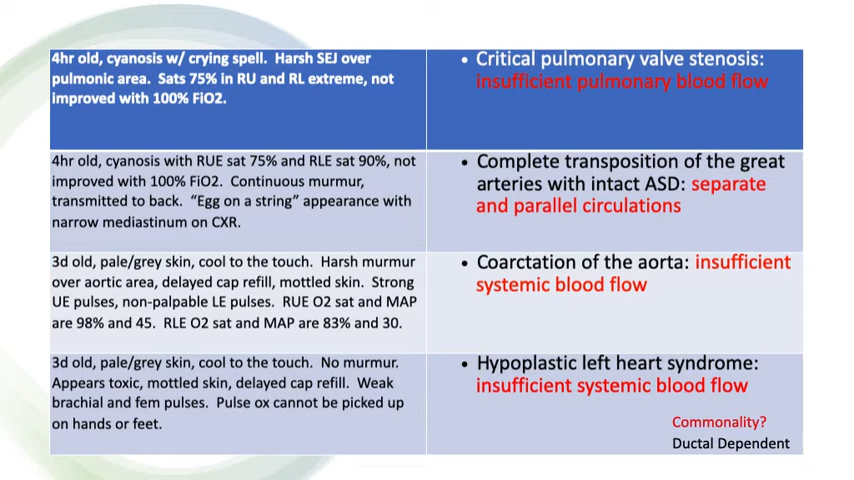 4hr old, cyanosis w/ crying spell. Harsh SEJ over
pulmonic area. Sats 75% in RU and RL extreme, not
improved with 100% FiO2.
• Critical pulmonary valve stenosis:
insufficient pulmonary blood flow
4hr old, cyanosis with RUE sat 75% and RLE sat 90%, not
improved with 100% FiO2. Continuous murmur,
transmitted to back. “Egg on a string” appearance with
narrow mediastinum on CXR.
• Complete transposition of the great
arteries with intact ASD: separate
and parallel circulations
3d old, pale/grey skin, cool to the touch. Harsh murmur
over aortic area, delayed cap refill, mottled skin. Strong
UE pulses, non-palpable LE pulses. RUE O2 sat and MAP
are 98% and 45. RLE O2 sat and MAP are 83% and 30.
• Coarctation of the aorta: insufficient
systemic blood flow
3d old, pale/grey skin, cool to the touch. No murmur.
Appears toxic, mottled skin, delayed cap refill. Weak
brachial and fem pulses. Pulse ox cannot be picked up
on hands or feet.
• Hypoplastic left heart syndrome:
insufficient systemic blood flow
Commonality?
Ductal Dependent